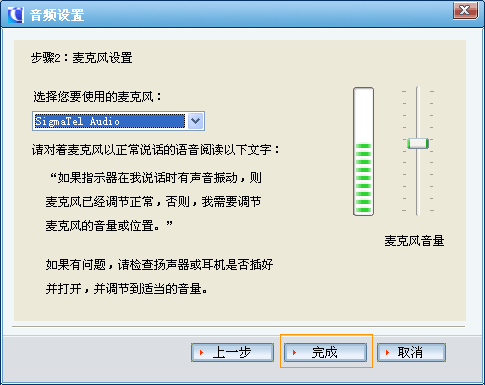 音频设置
步骤2：麦克风设置
选择您要使用的麦克风：
SigmaTel Audio
请对着麦克风以正常说话的语音阅读以下文字：
“如果指示器在我说话时有声音振动，则
麦克风已经调节正常，否则，我需要调节
麦克风的音量或位置。”
麦克风音量
如果有问题，请检查扬声器或耳机是否插好
并打开，并调节到适当的音量。
上一步
完成
取消